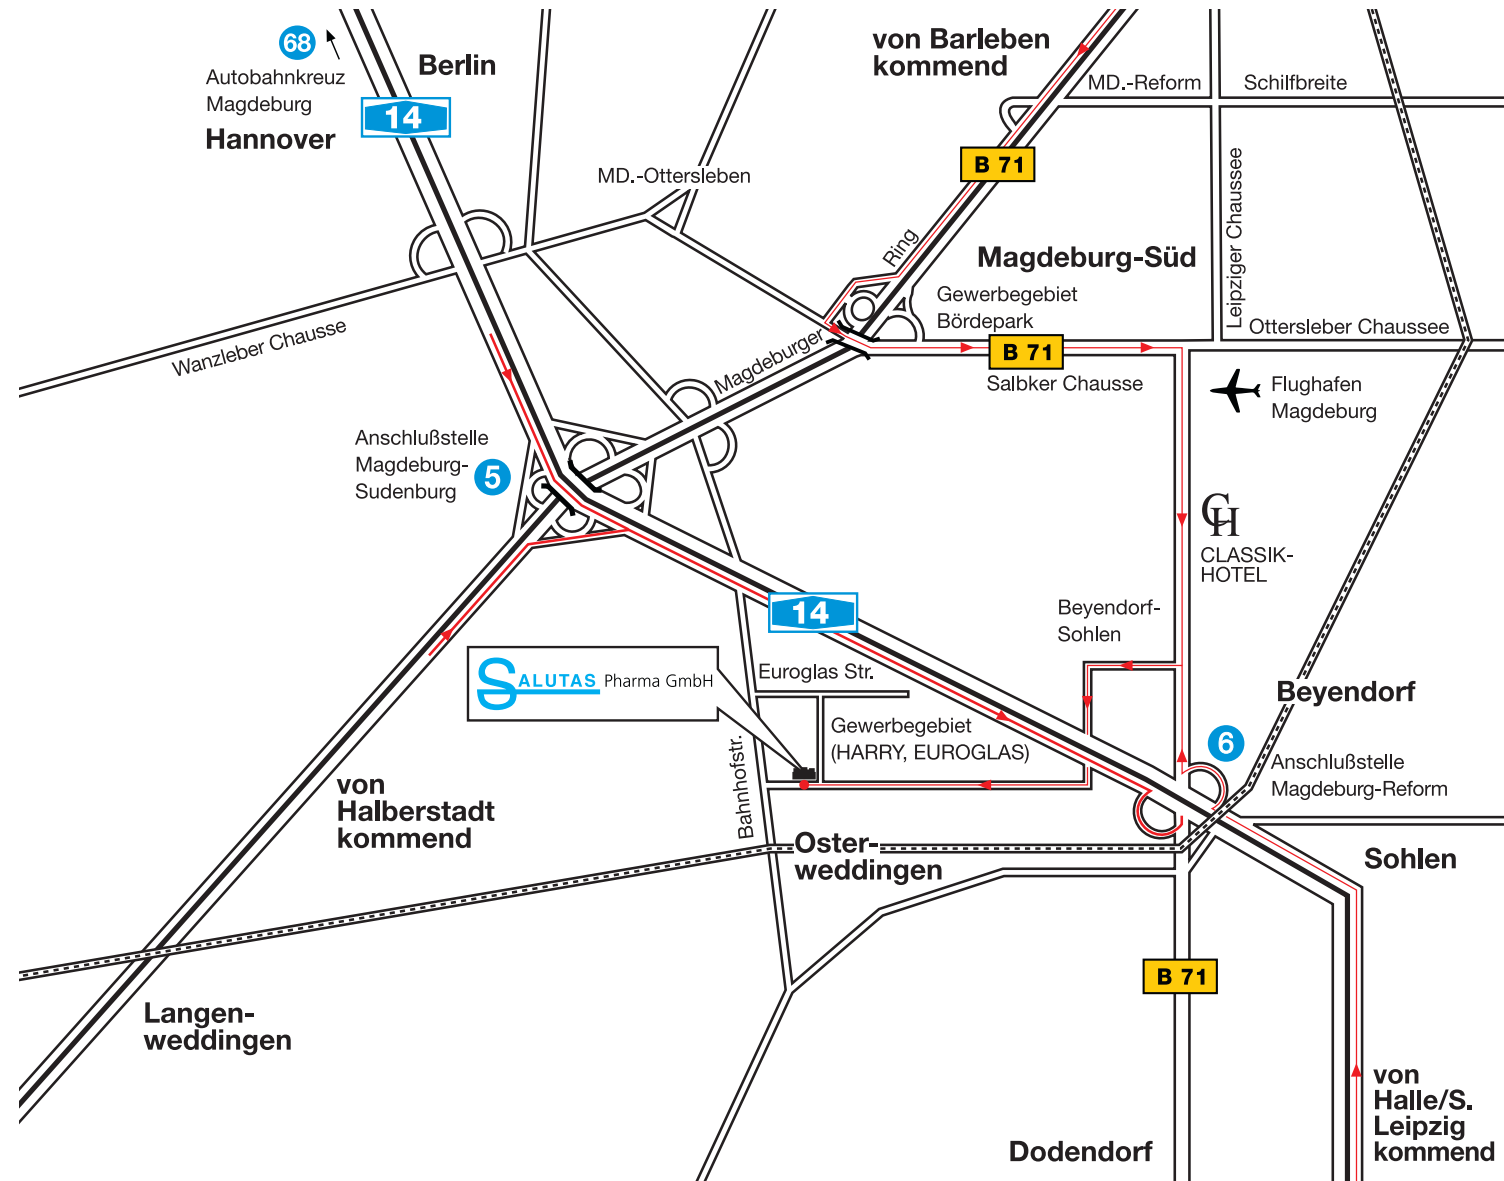 68
Autobahnkreuz
Magdeburg
Hannover
Berlin
14
von Barleben
kommend
MD.-Reform
Schilfbreite
B 71
MD.-Ottersleben
Leipziger Chaussee
Ring
Magdeburg-Süd
Gewerbegebiet
Bördepark
Ottersleber Chaussee
Wanzleber Chausse
Magdeburger
B 71
Salbker Chausse
Flughafen
Magdeburg
Anschlußstelle
Magdeburg-
Sudenburg
5
CH
CLASSIK-
HOTEL
14
Beyendorf-
Sohlen
SALUTAS Pharma GmbH
Euroglas Str.
Beyendorf
Gewerbegebiet
(HARRY, EUROGLAS)
6
Anschlußstelle
Magdeburg-Reform
Bahnhofstr.
von
Halberstadt
kommend
Oster-
weddingen
Sohlen
B 71
Langen-
weddingen
von
Halle/S.
Leipzig
kommend
Dodendorf